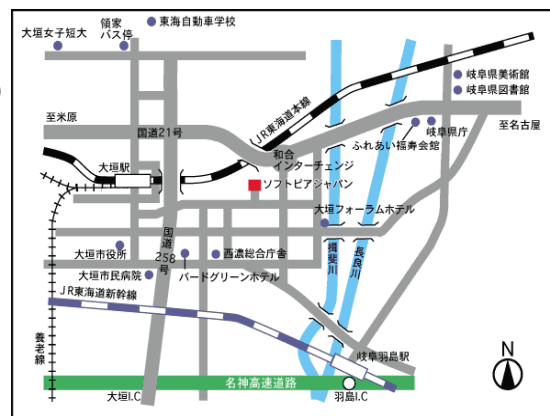 大垣女子短大
領家
バス停
東海自動車学校
岐阜県美術館
岐阜県図書館
至米原
国道21号
JR東海道本線
至名古屋
岐阜県庁
ふれあい福寿会館
和合
インターチェンジ
大垣駅
ソフトピアジャパン
大垣フォーラムホテル
国道
258
号
揖斐川
長良川
大垣市役所
西濃総合庁舎
大垣市民病院
バードグリーンホテル
JR東海道新幹線
養老線
岐阜羽島駅
N
名神高速道路
大垣I.C
羽島I.C